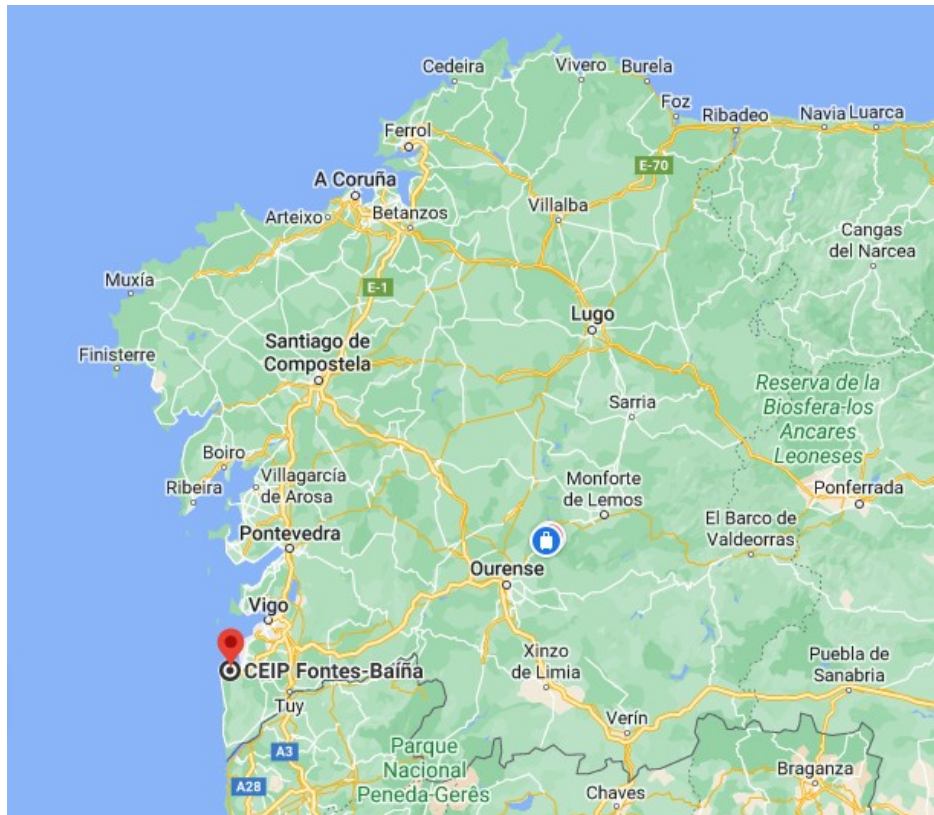 Cedeira
Vivero
Burela
Foz
Ribadeo
Navia
Luarca
Ferrol
E-70
A Coruña
Arteixo
Betanzos
Villalba
Cangas
del Narcea
Muxía
E-1
Lugo
Finisterre
Santiago de
Compostela
Reserva de la
Biosfera-los
Ancares
Leoneses
Sarria
Boiro
Ribeira
Villagarcía
de Arosa
Monforte
de Lemos
Ponferrada
El Barco de
Valdeorras
Pontevedra
Ourense
Vigo
CEIP Fontes-Baíña
Xinzo
de Limia
Puebla de
Sanabria
Tuy
Verín
A3
Parque
Nacional
Peneda-Gerês
A28
Braganza
Chaves